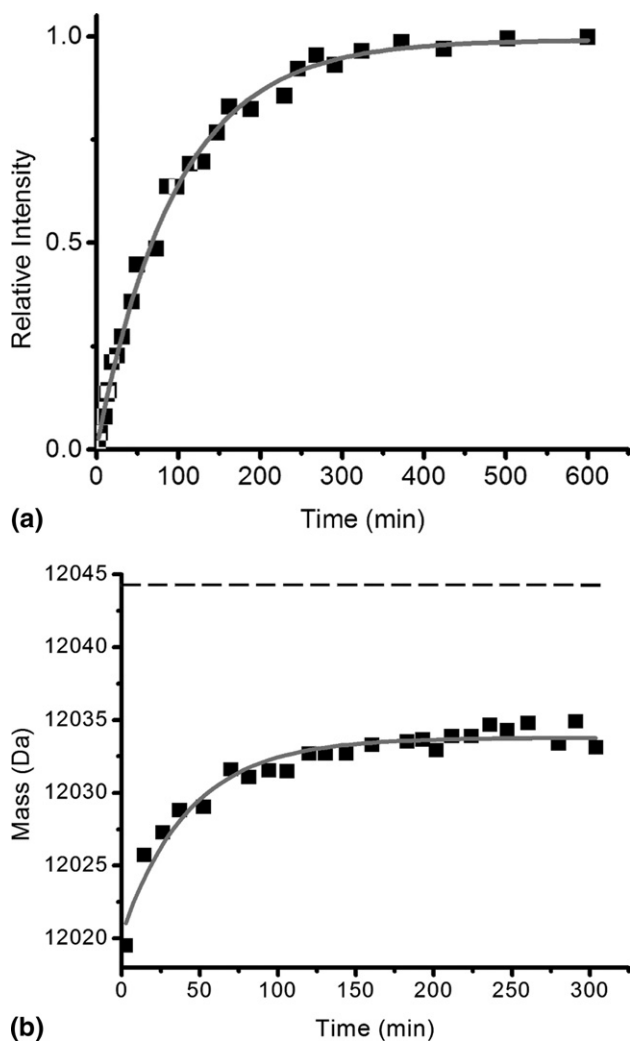 Relative Intensity
1.0
0.5
0.0
0 100 200 300 400 500 600
Time (min)
(a)
Mass (Da)
12045
12040
12035
12030
12025
12020
0 50 100 150 200 250 300
Time (min)
(b)